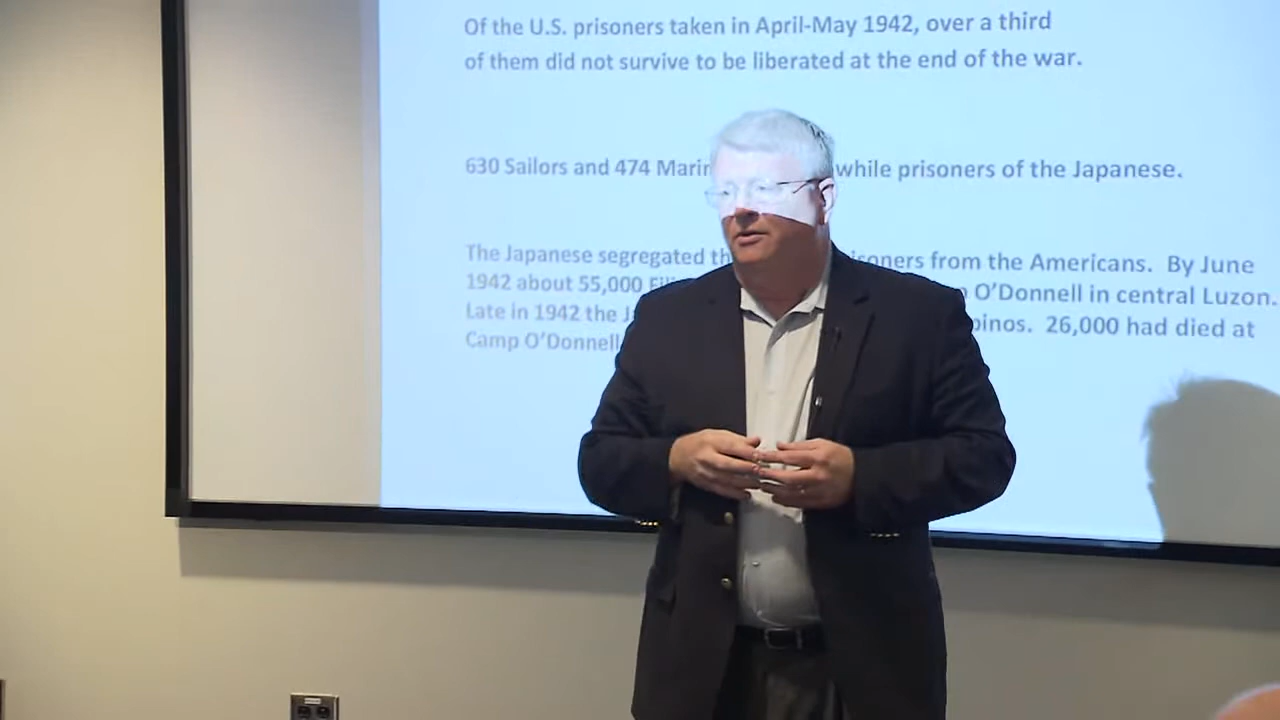 Of the U.S. prisoners taken in April-May 1942, over a third
of them did not survive to be liberated at the end of the war.
630 Sailors and 474 Marin while prisoners of the Japanese.
The Japanese segregated th isoners from the Americans. By June
1942 about 55,000 Fili O'Donnell in central Luzon.
Late in 1942 the J pinos. 26,000 had died at
Camp O'Donnell